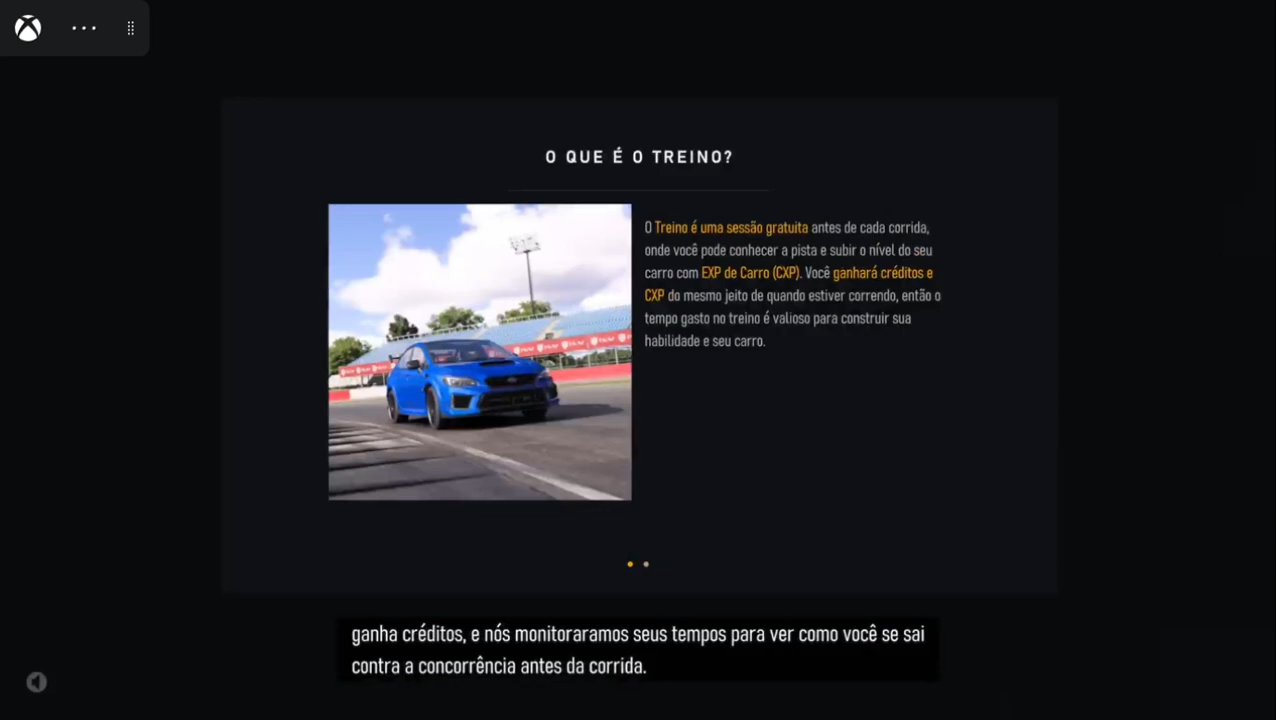 O QUE É O TREINO?
O Treino é uma sessão gratuita antes de cada corrida,
onde você pode conhecer a pista e subir o nível do seu
carro com EXP de Carro (CXP). Você ganhará créditos e
CXP do mesmo jeito de quando estiver correndo, então o
tempo gasto no treino é valioso para construir sua
habilidade e seu carro.
ganha créditos, e nós monitoraramos seus tempos para ver como você se sai
contra a concorrência antes da corrida.